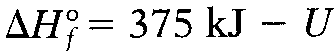 ΔH°f = 375 kJ − U